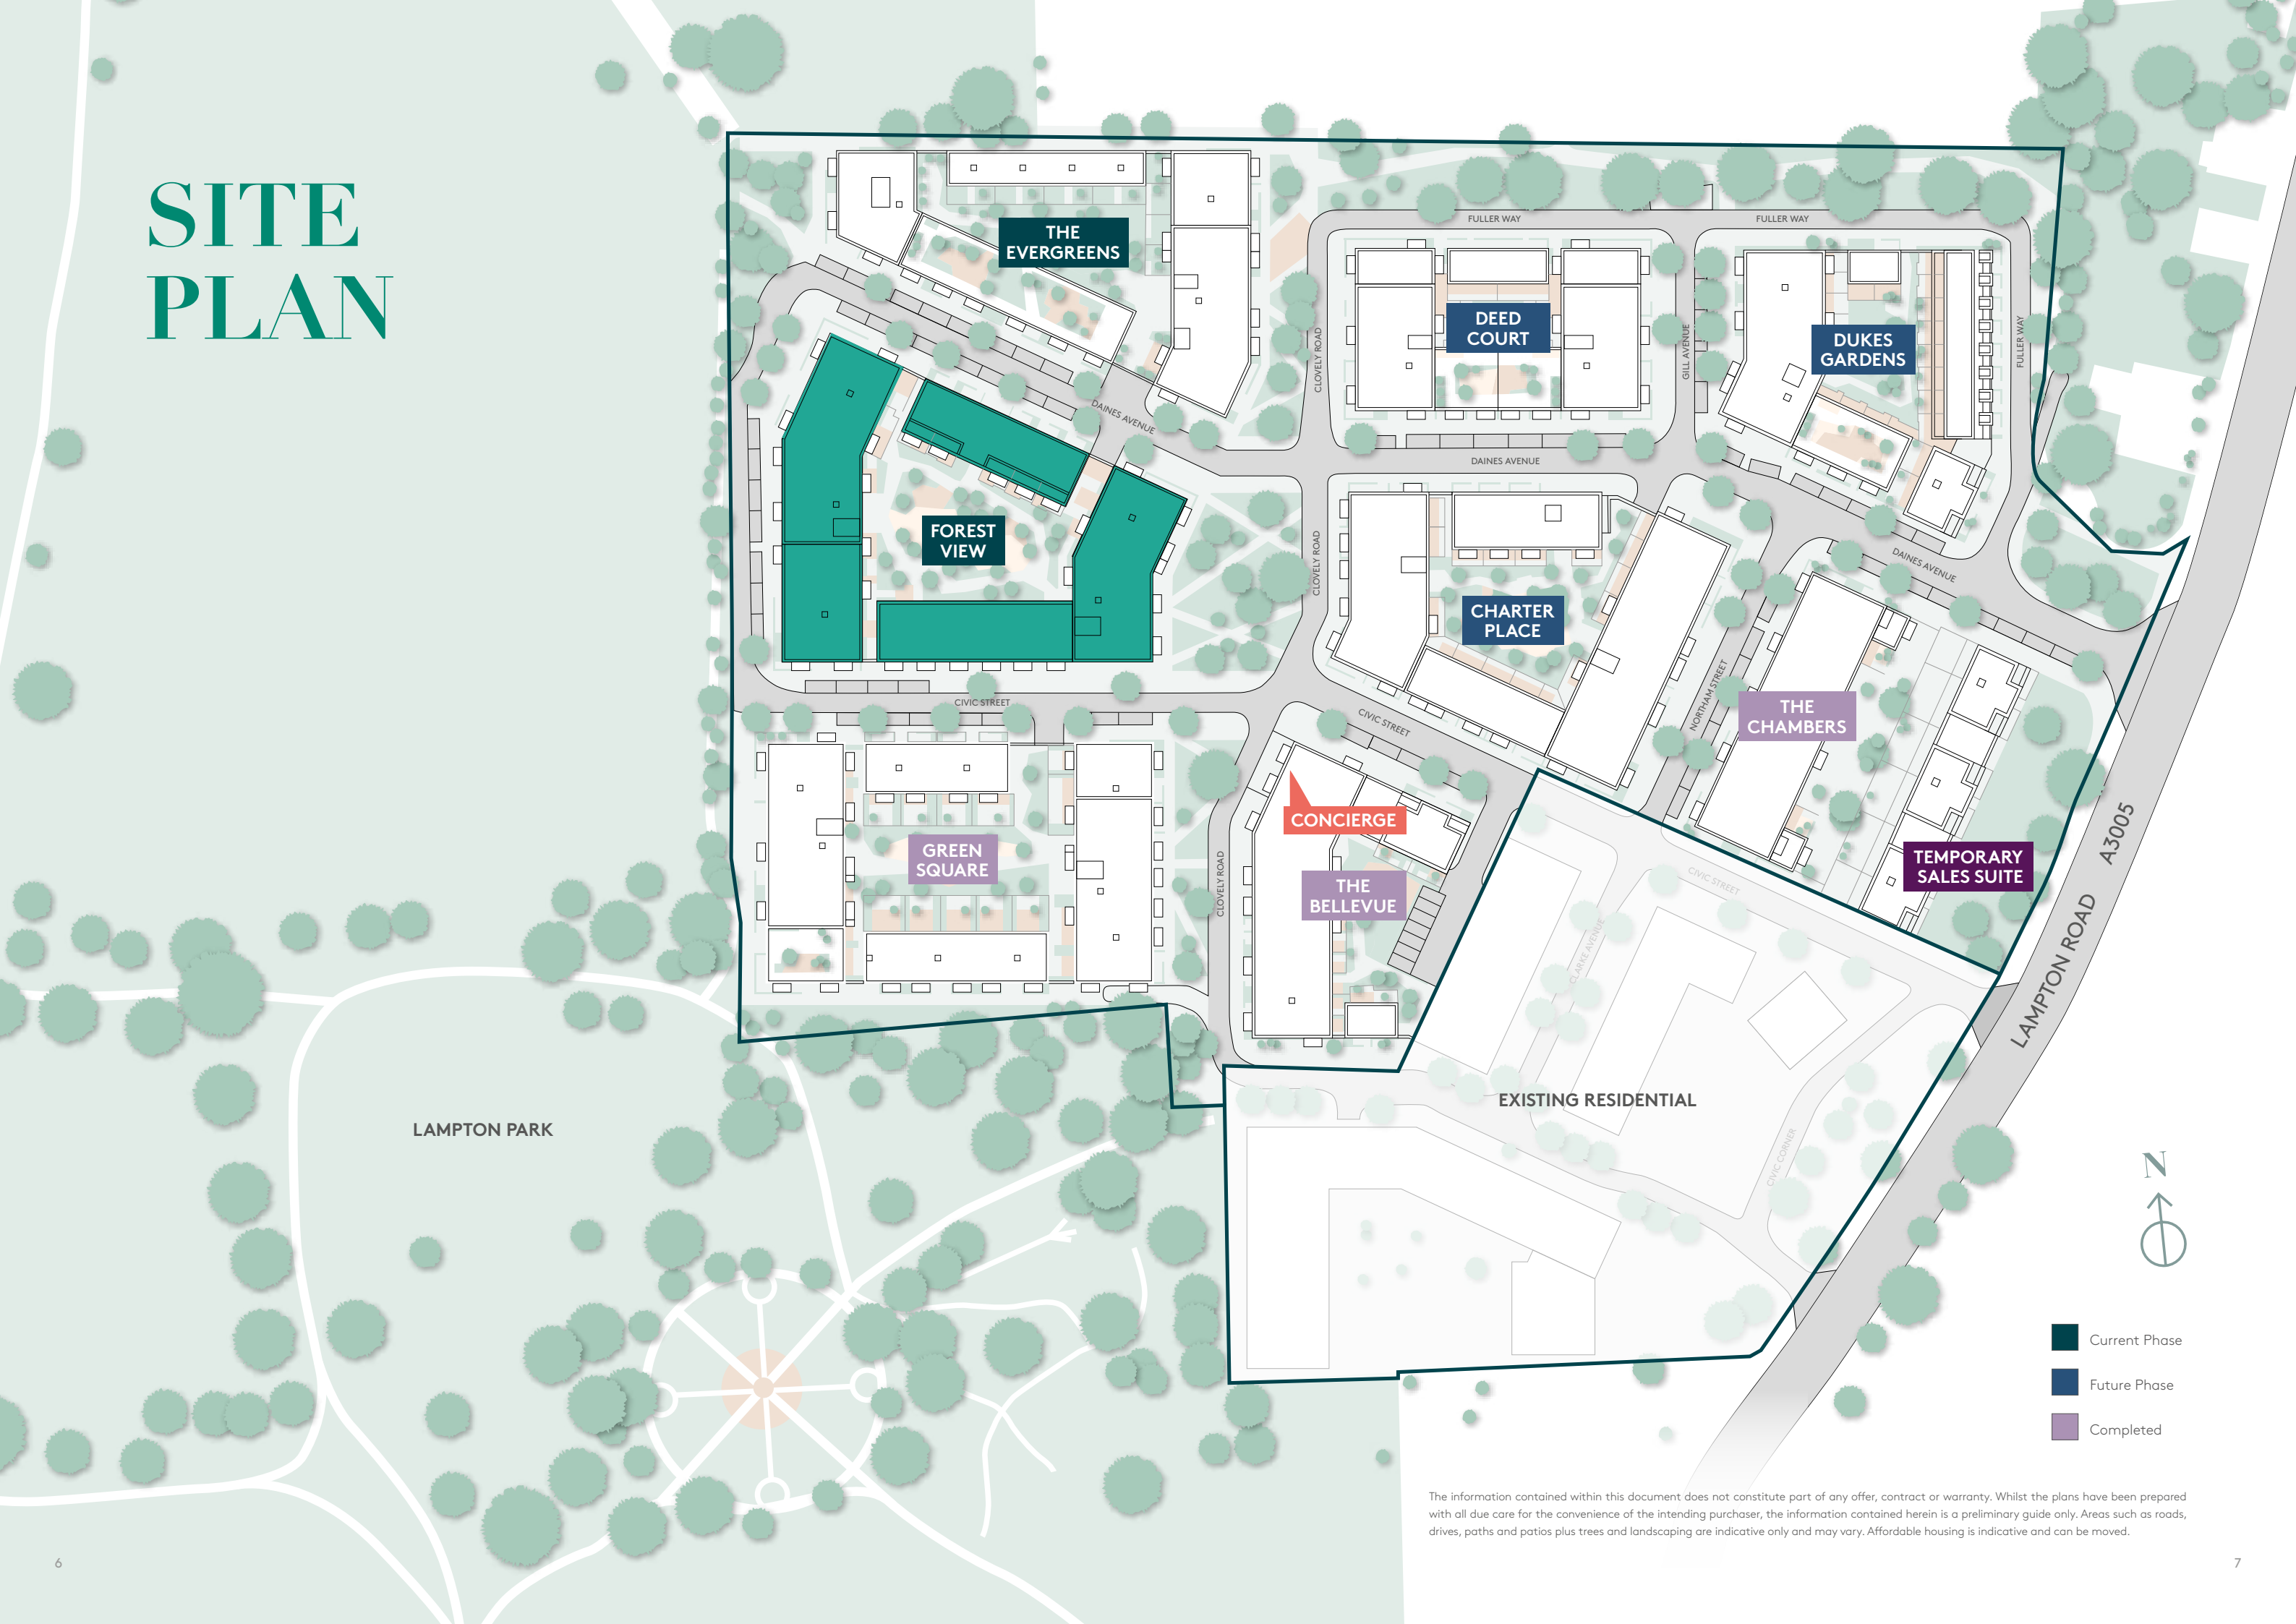 SITE
PLAN
THE
EVERGREENS
FULLER WAY
FULLER WAY
DEED
COURT
DUKES
GARDENS
CLOVELY ROAD
GILL AVENUE
FULLER WAY
DAINES AVENUE
DAINES AVENUE
FOREST
VIEW
CLOVELY ROAD
DAINES AVENUE
CHARTER
PLACE
CIVIC STREET
CIVIC STREET
NORTHAM STREET
THE
CHAMBERS
CONCIERGE
GREEN
SQUARE
CLOVELY ROAD
THE
BELLEVUE
TEMPORARY
SALES SUITE
CIVIC STREET
CLARKE AVENUE
LAMPTON ROAD A3005
EXISTING RESIDENTIAL
LAMPTON PARK
CIVIC CORNER
N
Current Phase
Future Phase
Completed
The information contained within this document does not constitute part of any offer, contract or warranty. Whilst the plans have been prepared
with all due care for the convenience of the intending purchaser, the information contained herein is a preliminary guide only. Areas such as roads,
drives, paths and patios plus trees and landscaping are indicative only and may vary. Affordable housing is indicative and can be moved.
6
7